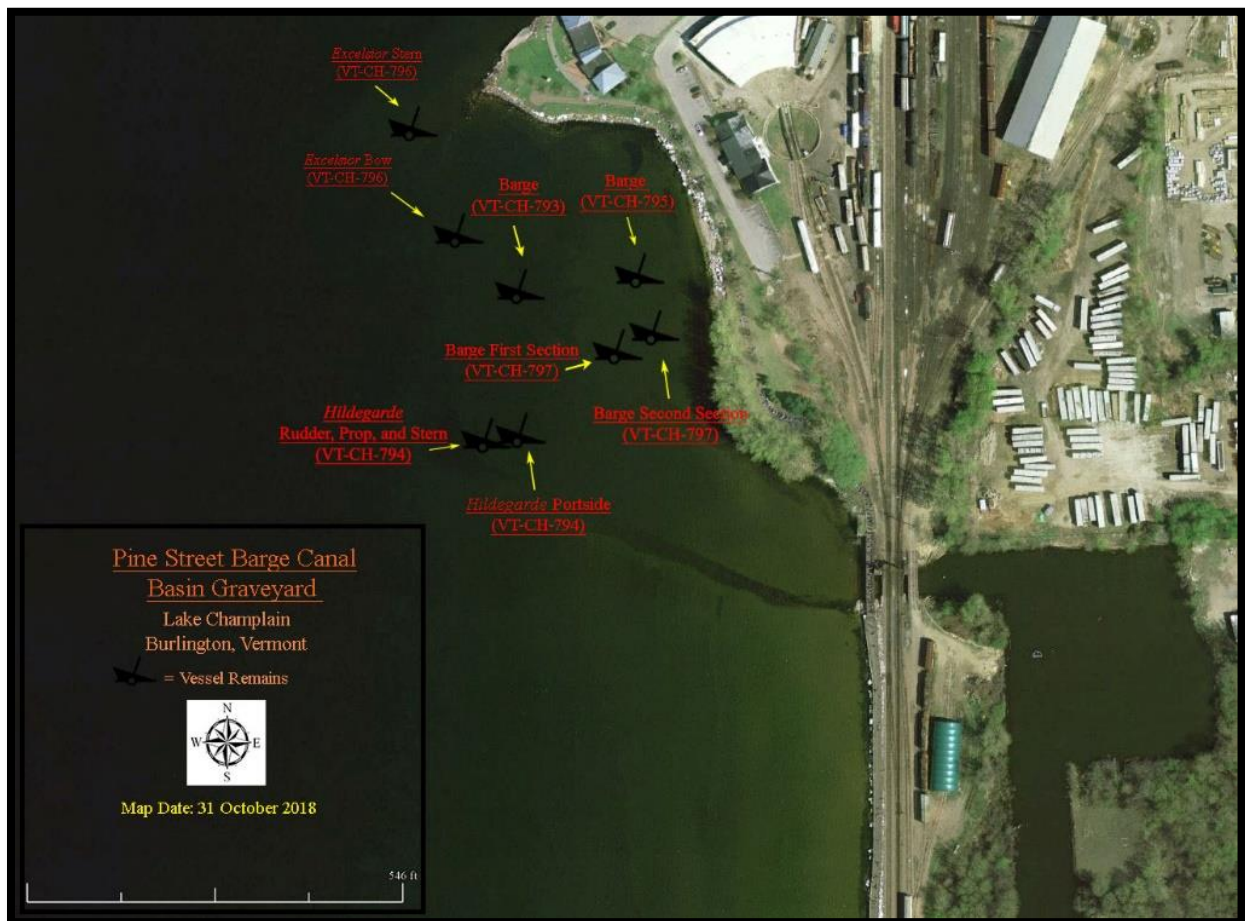 Excelsior Stern
(VT-CH-796)
Excelsior Bow
(VT-CH-796)
Barge
(VT-CH-793)
Barge
(VT-CH-795)
Barge First Section
(VT-CH-797)
Barge Second Section
(VT-CH-797)
Hildegarde
Rudder, Prop, and Stern
(VT-CH-794)
Hildegarde Portside
(VT-CH-794)
Pine Street Barge Canal
Basin Graveyard
Lake Champlain
Burlington, Vermont
= Vessel Remains
N
W E
S
Map Date: 31 October 2018
546 ft